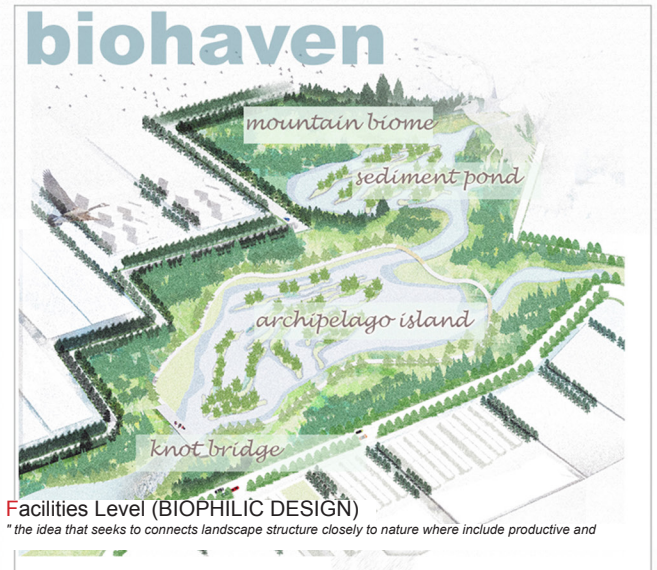 biohaven
mountain biome
sediment pond
archipelago island
knot bridge
Facilities Level (BIOPHILIC DESIGN)
" the idea that seeks to connects landscape structure closely to nature where include productive and